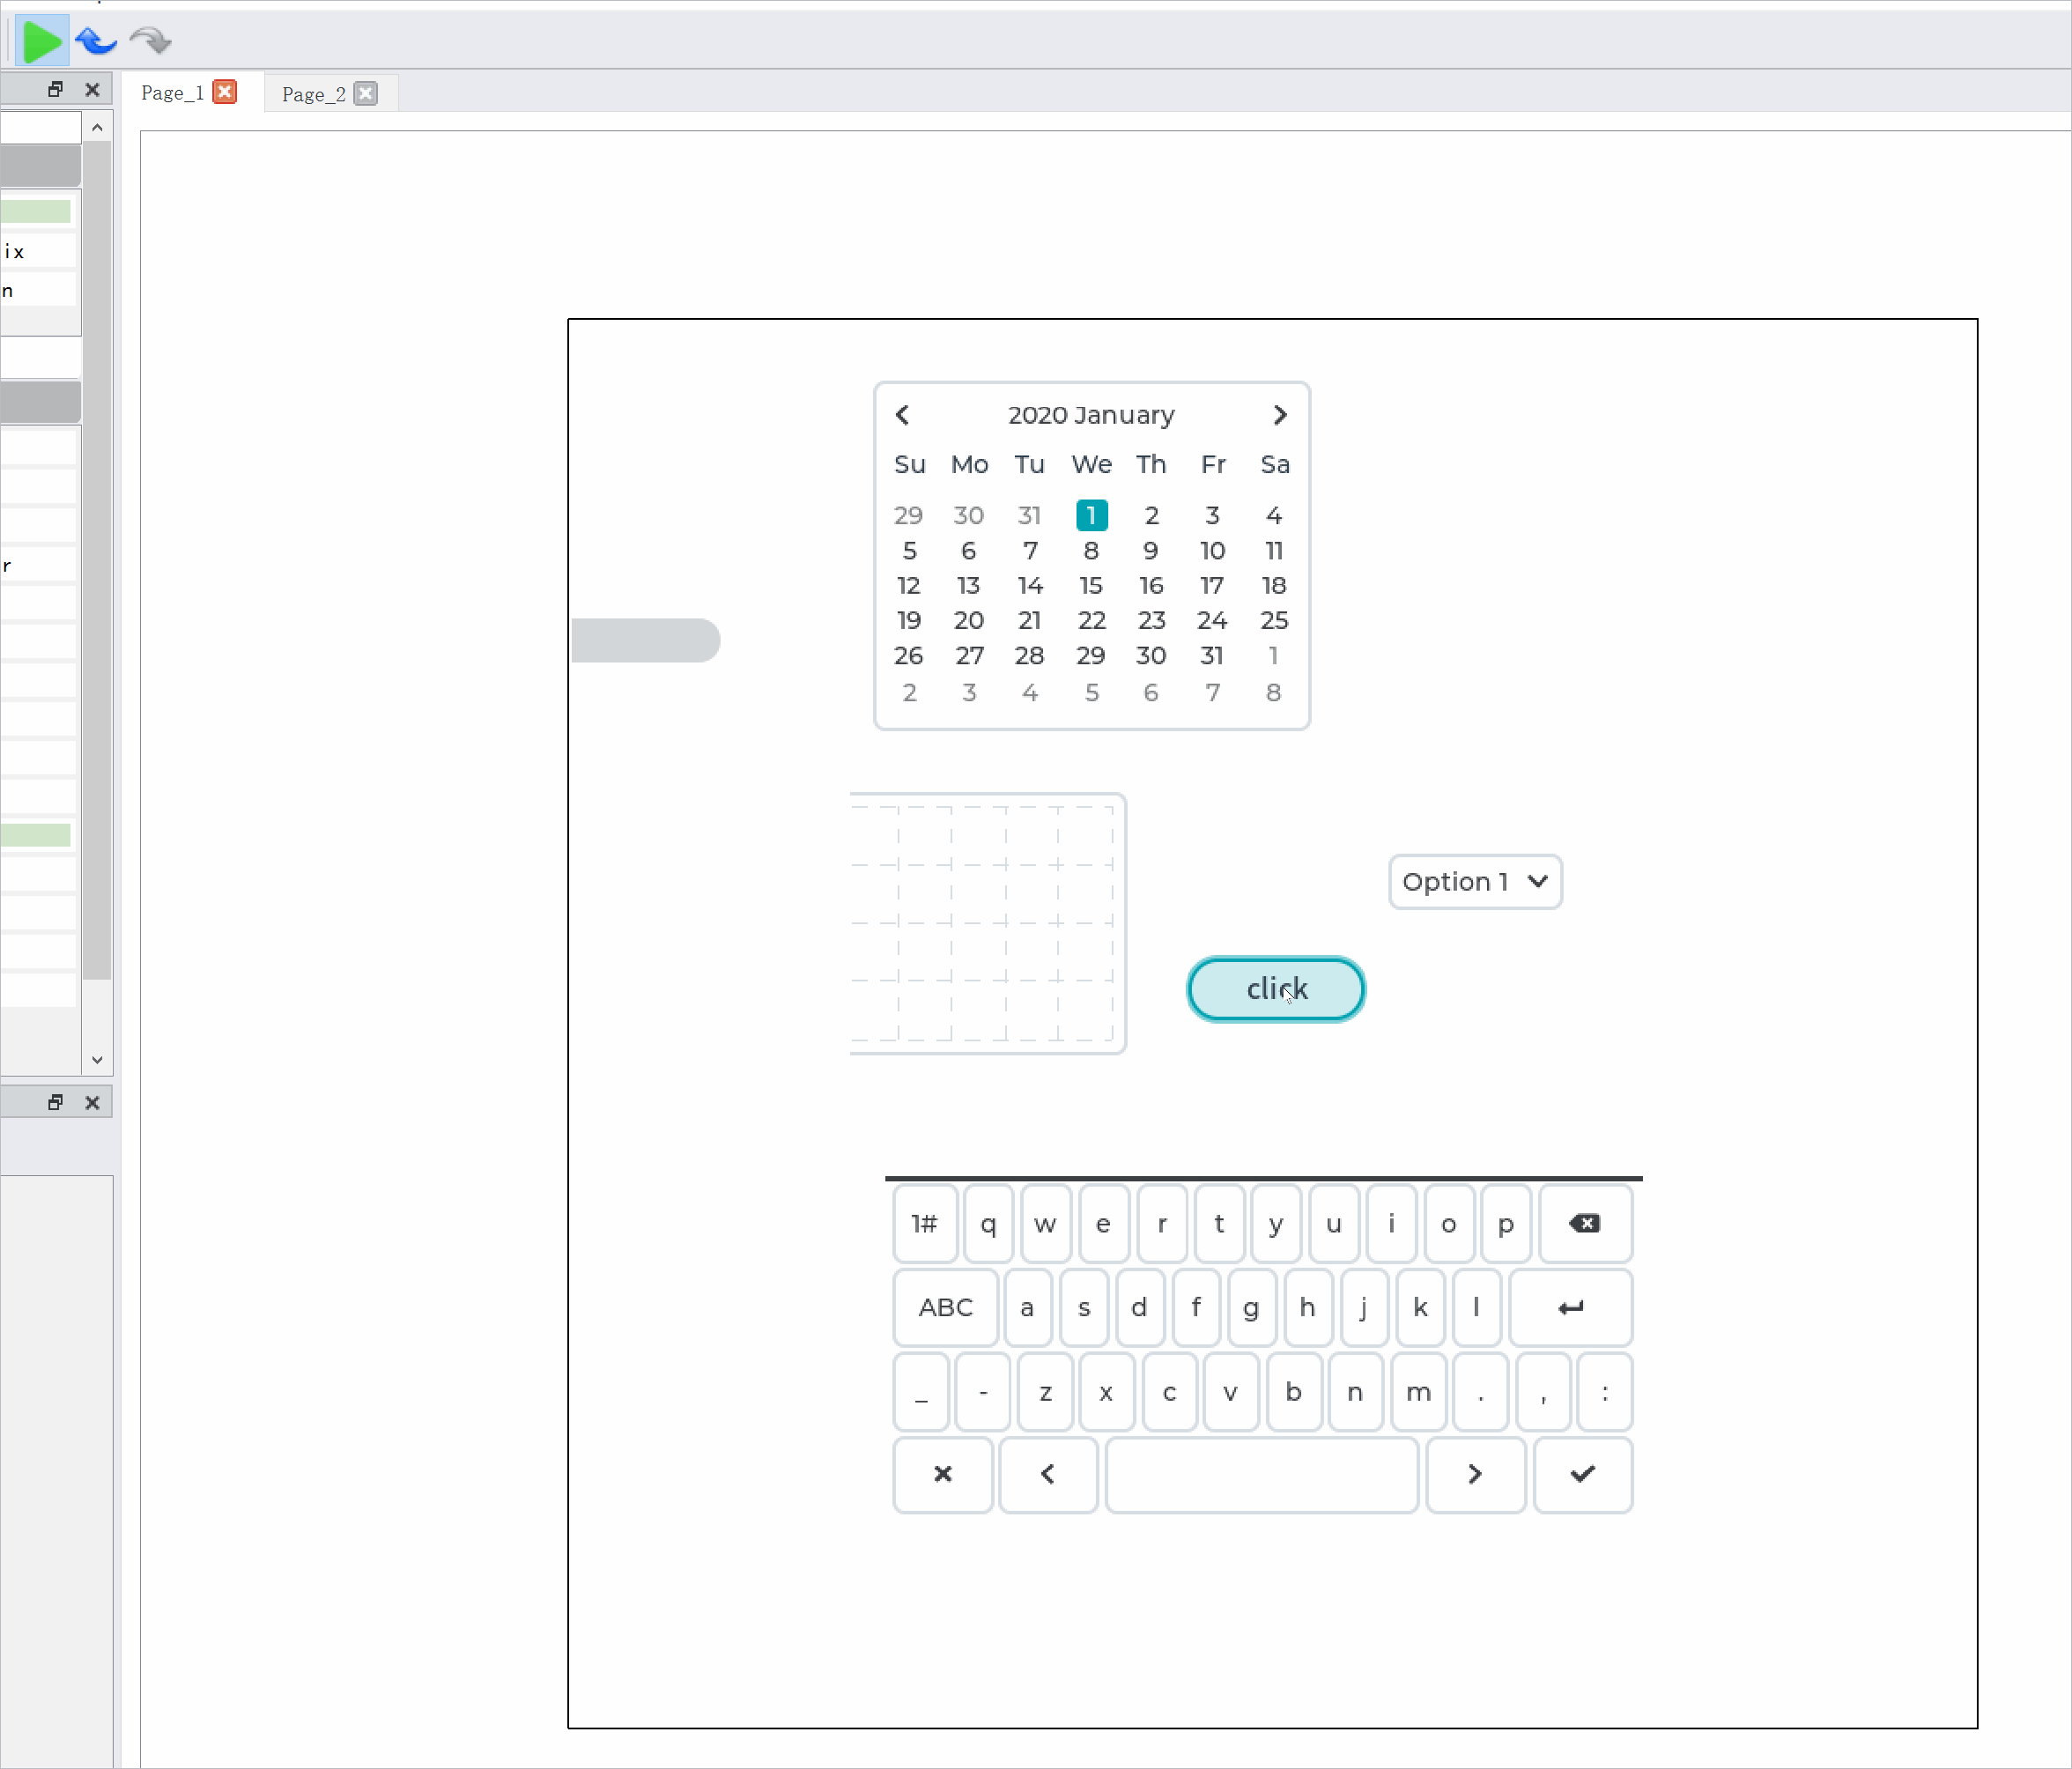 Page_1
Page_2
ix
n
r
2020 January
Su Mo Tu We Th Fr Sa
29 30 31 1 2 3 4
5 6 7 8 9 10 11
12 13 14 15 16 17 18
19 20 21 22 23 24 25
26 27 28 29 30 31 1
2 3 4 5 6 7 8
Option 1
click
1# q w e r t y u i o p
ABC a s d f g h j k l
_ - z x c v b n m . , :